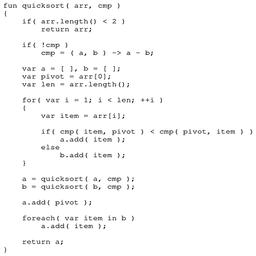 fun quicksort( arr, cmp )
{
    if( arr.length() < 2 )
        return arr;

    if( !cmp )
        cmp = ( a, b ) -> a - b;

    var a = [ ], b = [ ];
    var pivot = arr[0];
    var len = arr.length();

    for( var i = 1; i < len; ++i )
    {
        var item = arr[i];

        if( cmp( item, pivot ) < cmp( pivot, item ) )
            a.add( item );
        else
            b.add( item );
    }

    a = quicksort( a, cmp );
    b = quicksort( b, cmp );

    a.add( pivot );

    foreach( var item in b )
        a.add( item );

    return a;
}